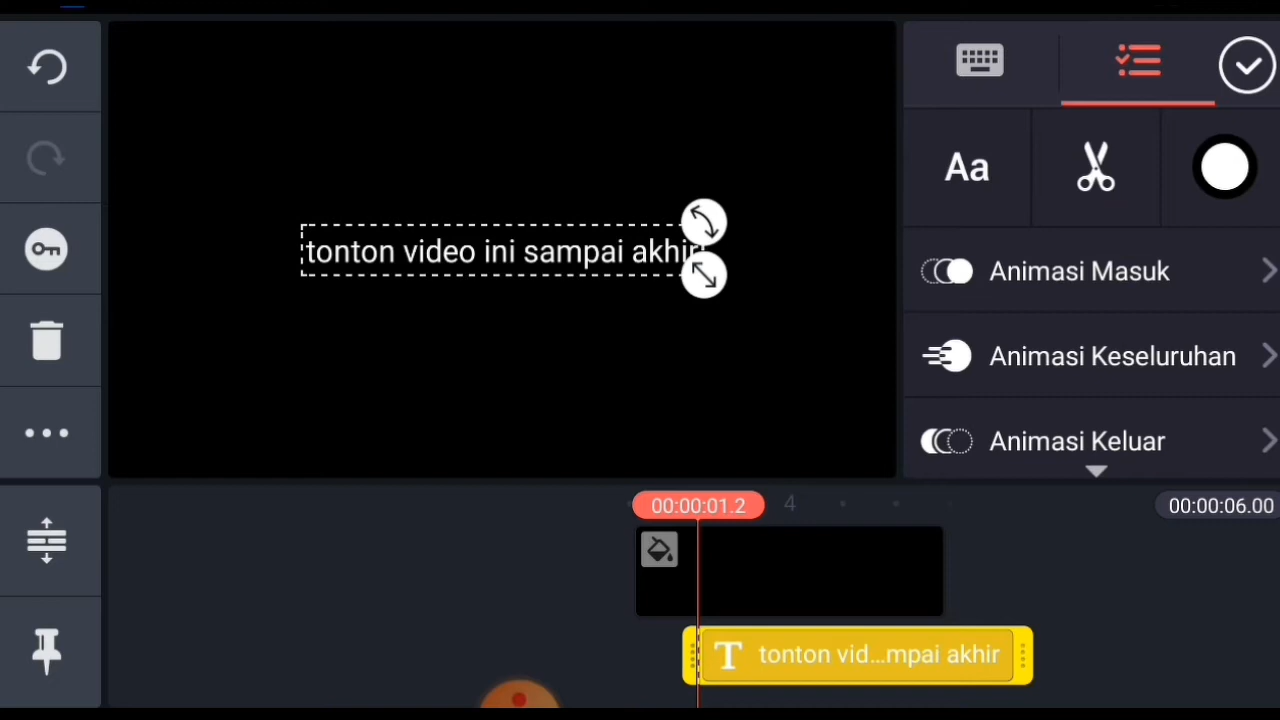 tonton video ini sampai akhir
Aa
Animasi Masuk
Animasi Keseluruhan
Animasi Keluar
00:00:01.2
4
00:00:06.00
T tonton vid...mpai akhir